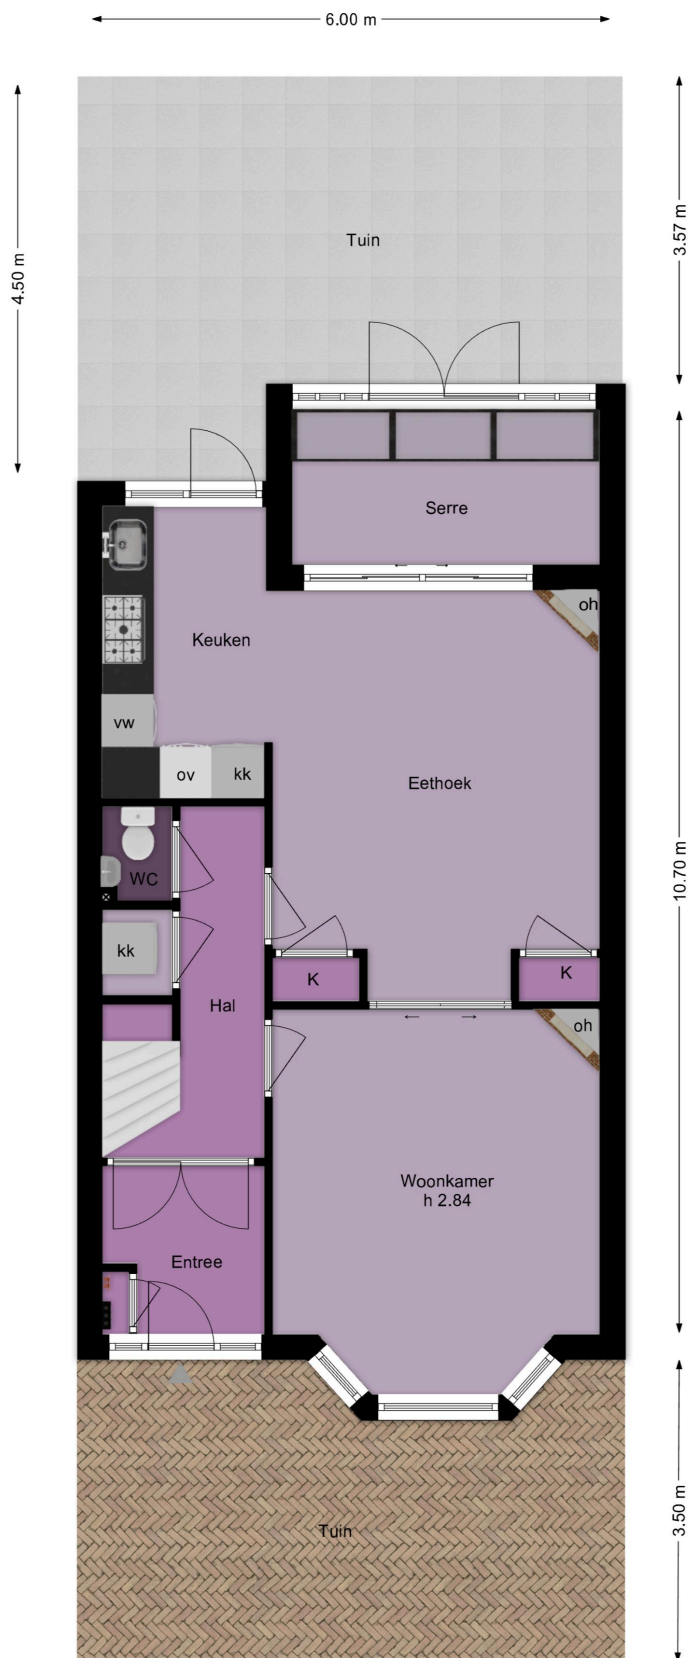 6.00 m
4.50 m
3.57 m
Tuin
Serre
oh
Keuken
vw
ov
kk
Eethoek
10.70 m
WC
kk
K
K
Hal
oh
Woonkamer
h 2.84
Entree
3.50 m
Tuin